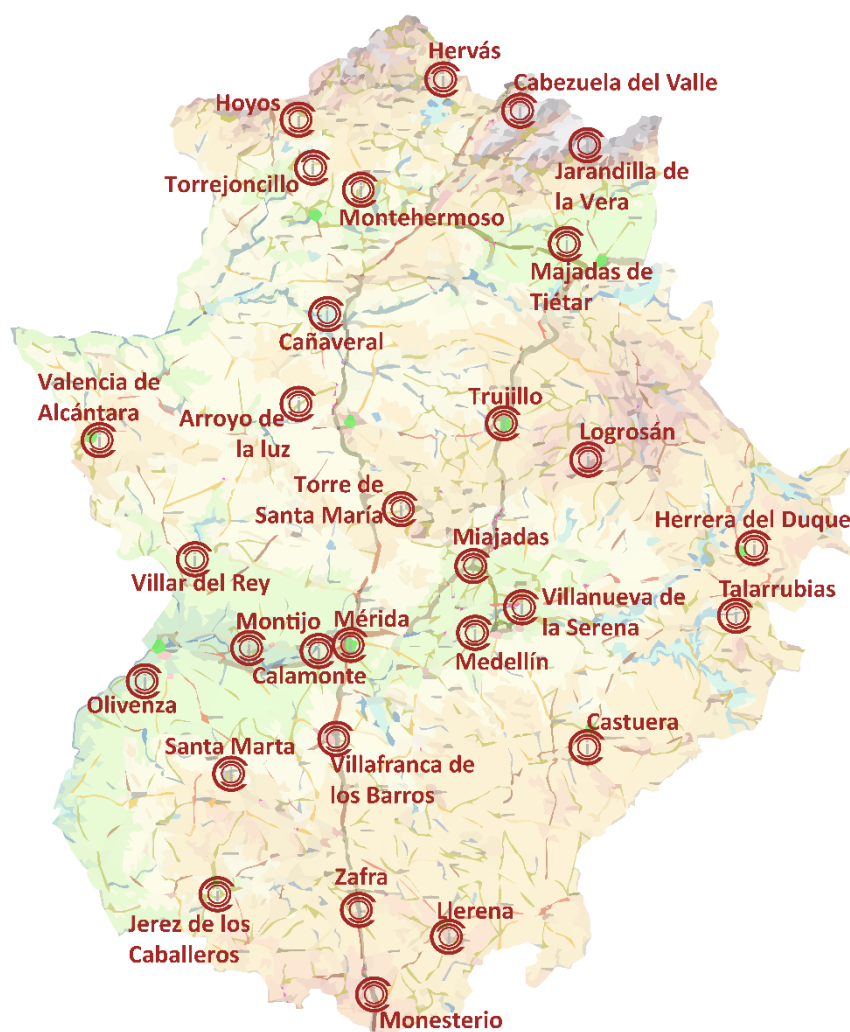 Hervás
Cabezuela del Valle
Hoyos
Torrejoncillo
Jarandilla de
la Vera
Montehermoso
Majadas de
Tiétar
Cañaveral
Valencia de
Alcántara
Arroyo de
la luz
Trujillo
Logrosán
Torre de
Santa María
Herrera del Duque
Miajadas
Villar del Rey
Talarrubias
Villanueva de
la Serena
Montijo
Mérida
Calamonte
Medellín
Olivenza
Santa Marta
Castuera
Villafranca de
los Barros
Zafra
Llerena
Jerez de los
Caballeros
Monesterio